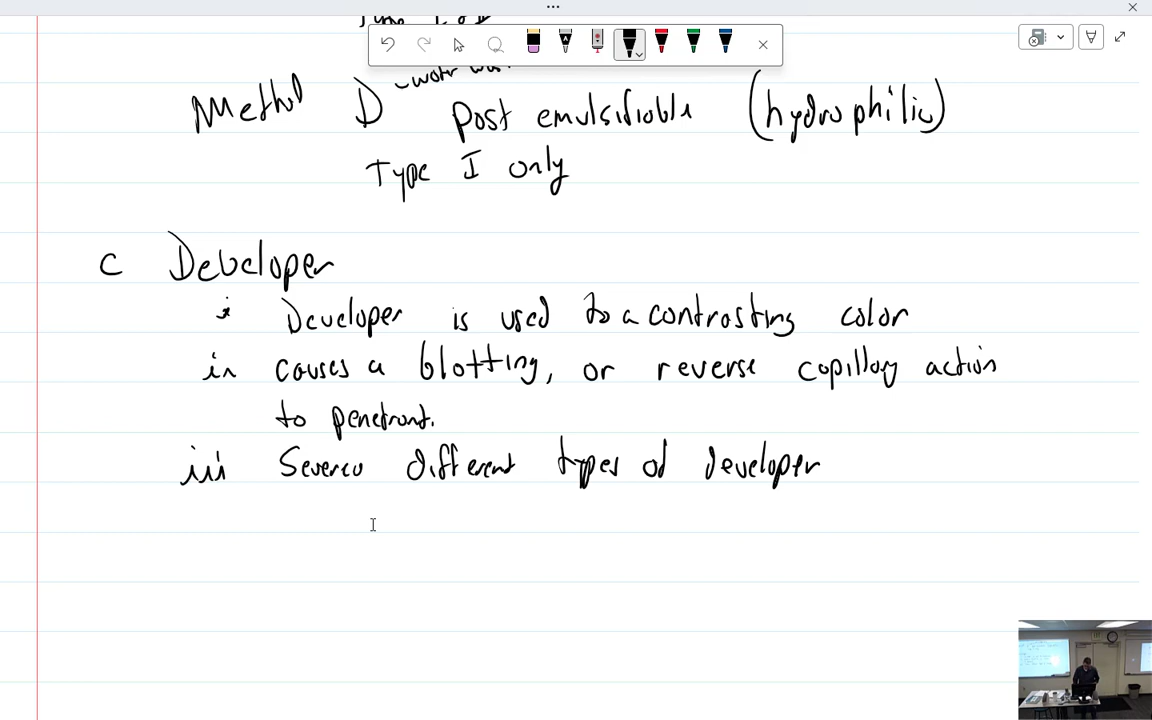 - water
Method D Post emulsifiable (hydrophilic)
Type I only
c Developer
i Developer is used to a contrasting color
ii causes a blotting, or reverse capillary action
to penetrant.
iii Several different types of developer